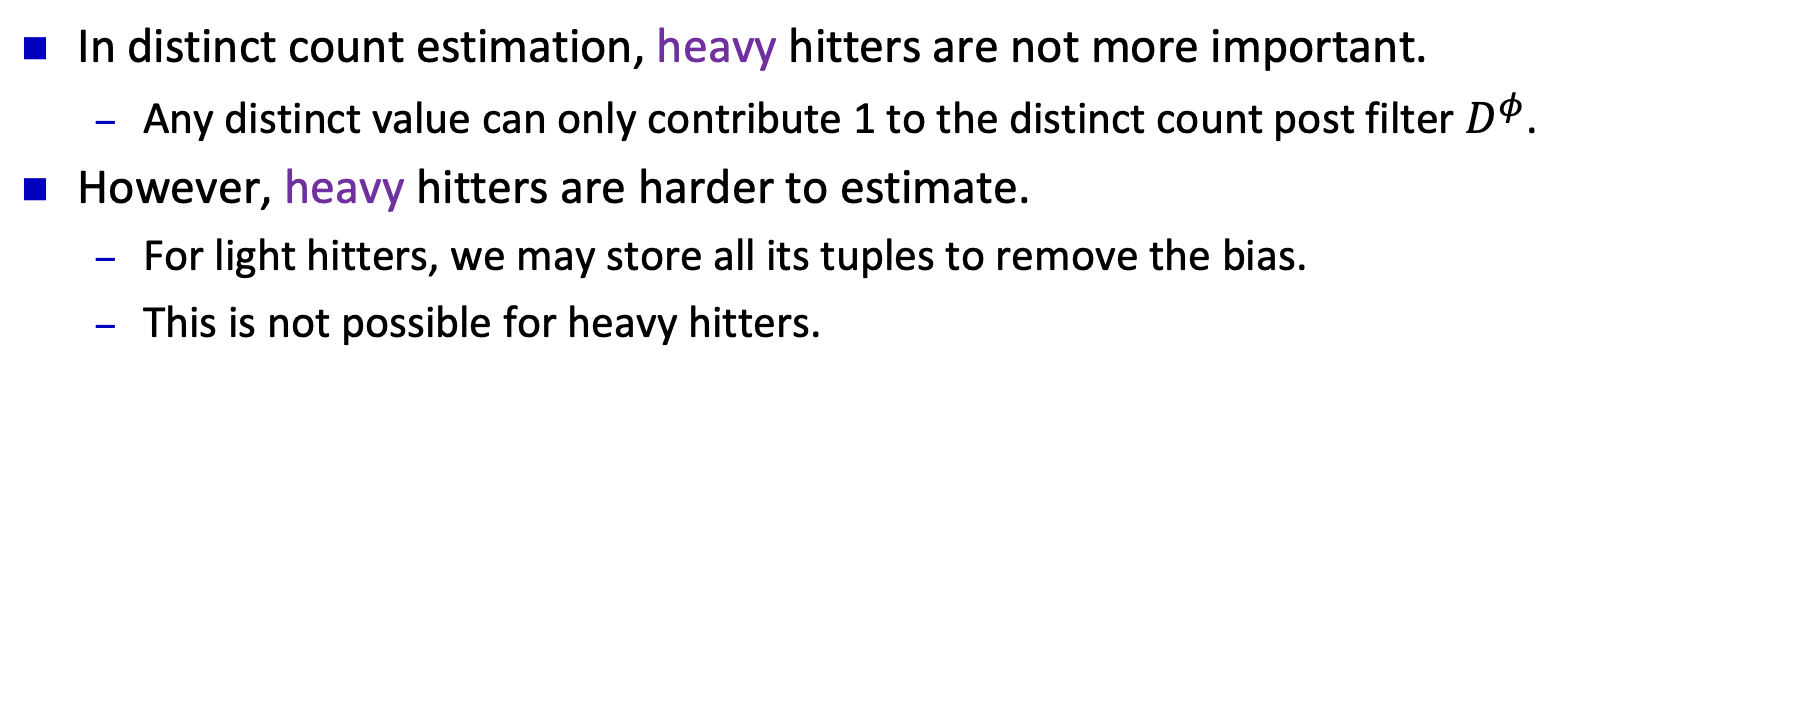 ■ In distinct count estimation, heavy hitters are not more important.
– Any distinct value can only contribute 1 to the distinct count post filter D^ϕ.
■ However, heavy hitters are harder to estimate.
– For light hitters, we may store all its tuples to remove the bias.
– This is not possible for heavy hitters.